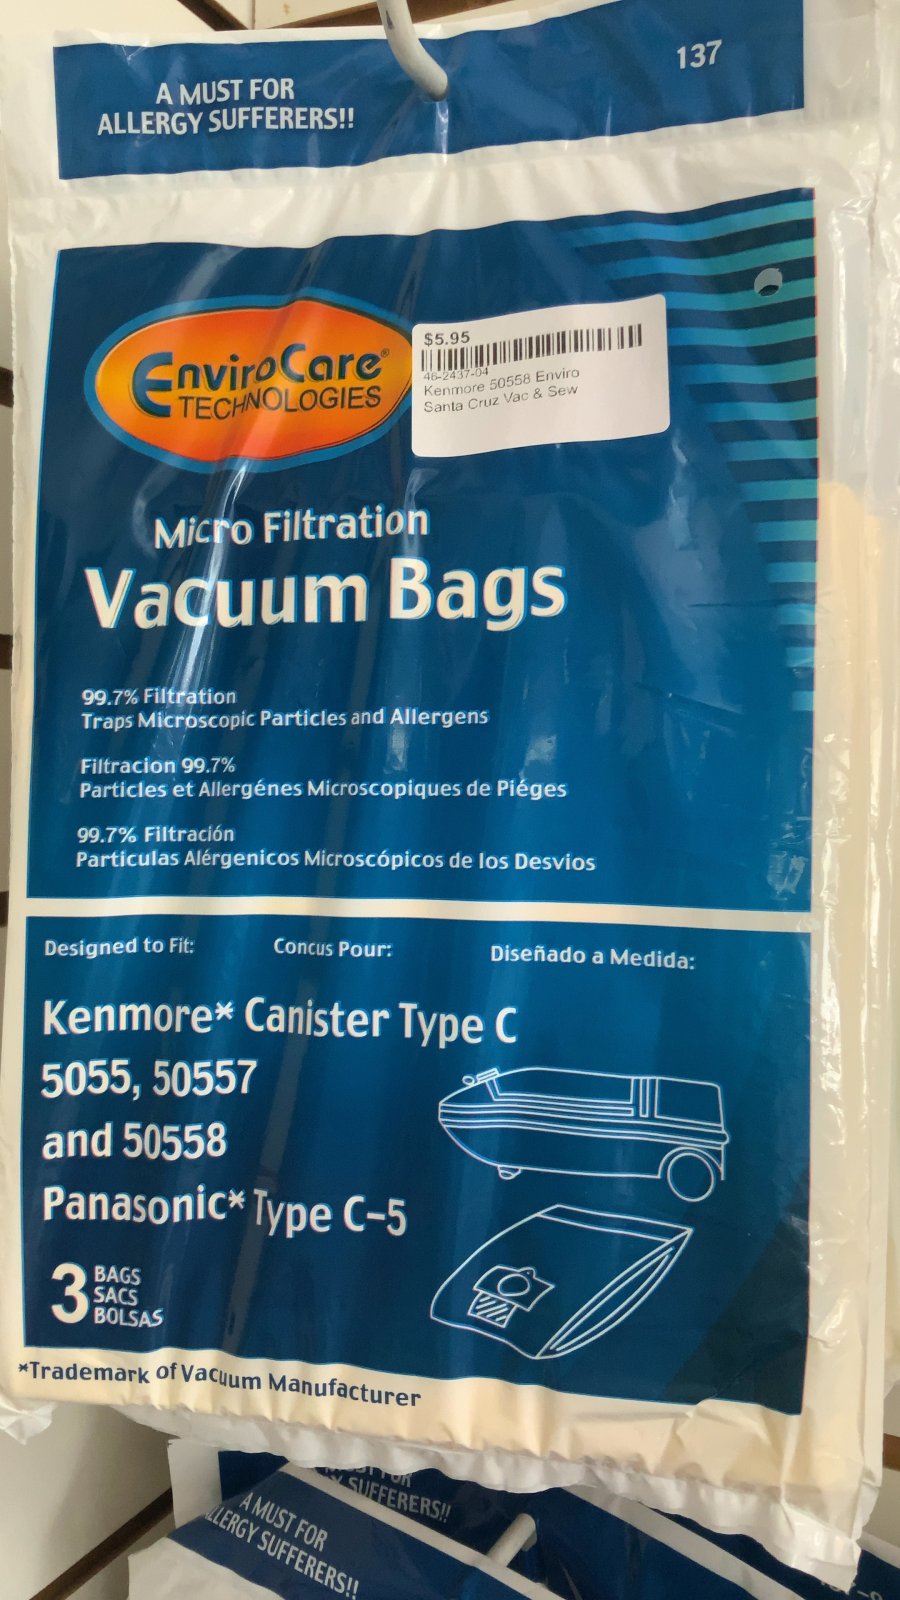 A MUST FOR
ALLERGY SUFFERERS!!
137
EnviroCare®
TECHNOLOGIES
$5.95
46-2437-04
Kenmore 50558 Enviro
Santa Cruz Vac & Sew
Micro Filtration
Vacuum Bags
99.7% Filtration
Traps Microscopic Particles and Allergens
Filtracion 99.7%
Particles et Allergénes Microscopiques de Piéges
99.7% Filtración
Particulas Alérgenicos Microscópicos de los Desvios
Designed to Fit:
Concus Pour:
Diseñado a Medida:
Kenmore* Canister Type C
5055, 50557
and 50558
Panasonic* Type C-5
3 BAGS
SACS
BOLSAS
*Trademark of Vacuum Manufacturer
FOR
SUFFERERS!!
A MUST FOR
ALLERGY SUFFERERS!!